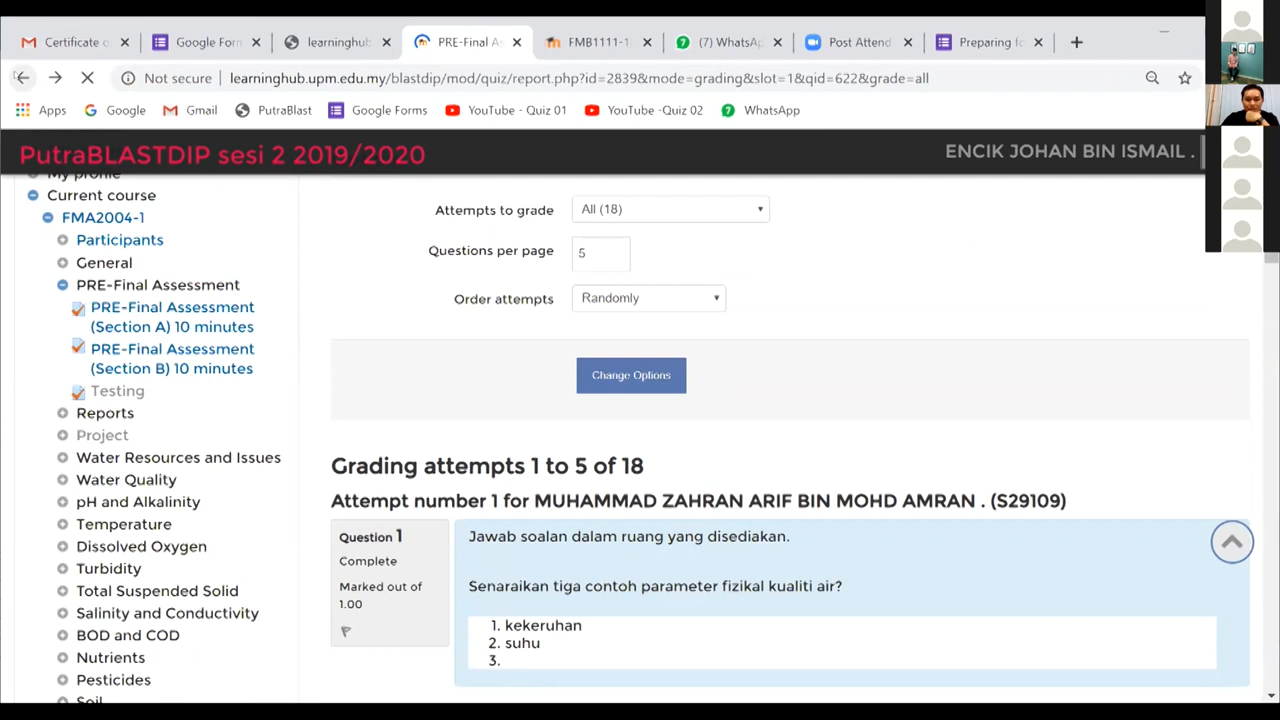 Certificate o
Google Form
learninghub
PRE-Final As
FMB1111-1
(7) WhatsAp
Post Attend
Preparing fo
Not secure | learninghub.upm.edu.my/blastdip/mod/quiz/report.php?id=2839&mode=grading&slot=1&qid=622&grade=all
Apps
Google
Gmail
PutraBlast
Google Forms
YouTube - Quiz 01
YouTube -Quiz 02
WhatsApp
PutraBLASTDIP sesi 2 2019/2020
ENCIK JOHAN BIN ISMAIL .
My profile
Current course
FMA2004-1
Participants
General
PRE-Final Assessment
PRE-Final Assessment
(Section A) 10 minutes
PRE-Final Assessment
(Section B) 10 minutes
Testing
Reports
Project
Water Resources and Issues
Water Quality
pH and Alkalinity
Temperature
Dissolved Oxygen
Turbidity
Total Suspended Solid
Salinity and Conductivity
BOD and COD
Nutrients
Pesticides
Soil
Attempts to grade
All (18)
Questions per page
5
Order attempts
Randomly
Change Options
Grading attempts 1 to 5 of 18
Attempt number 1 for MUHAMMAD ZAHRAN ARIF BIN MOHD AMRAN . (S29109)
Question 1
Complete
Marked out of
1.00
Jawab soalan dalam ruang yang disediakan.
Senaraikan tiga contoh parameter fizikal kualiti air?
1. kekeruhan
2. suhu
3.